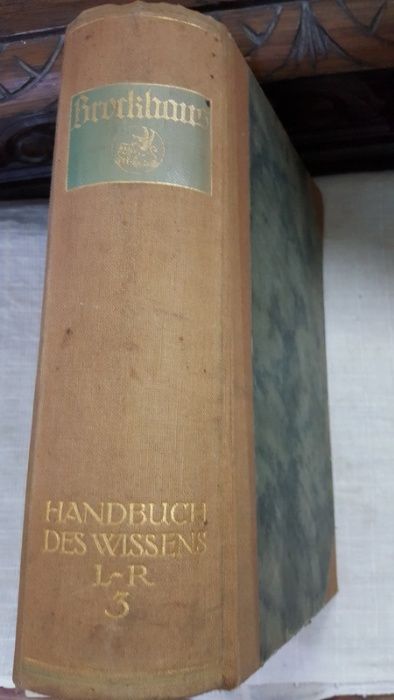 Brockhaus
HANDBUCH
DES WISSENS
L-R
3